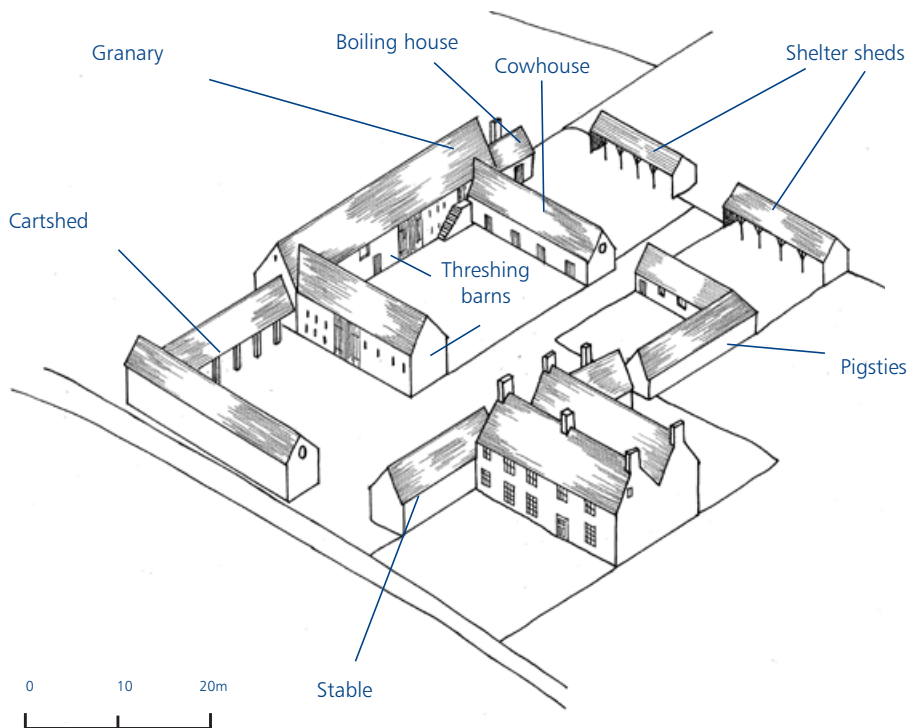 Boiling house
Granary
Cowhouse
Shelter sheds
Cartshed
Threshing
barns
Pigsties
Stable
0 10 20m